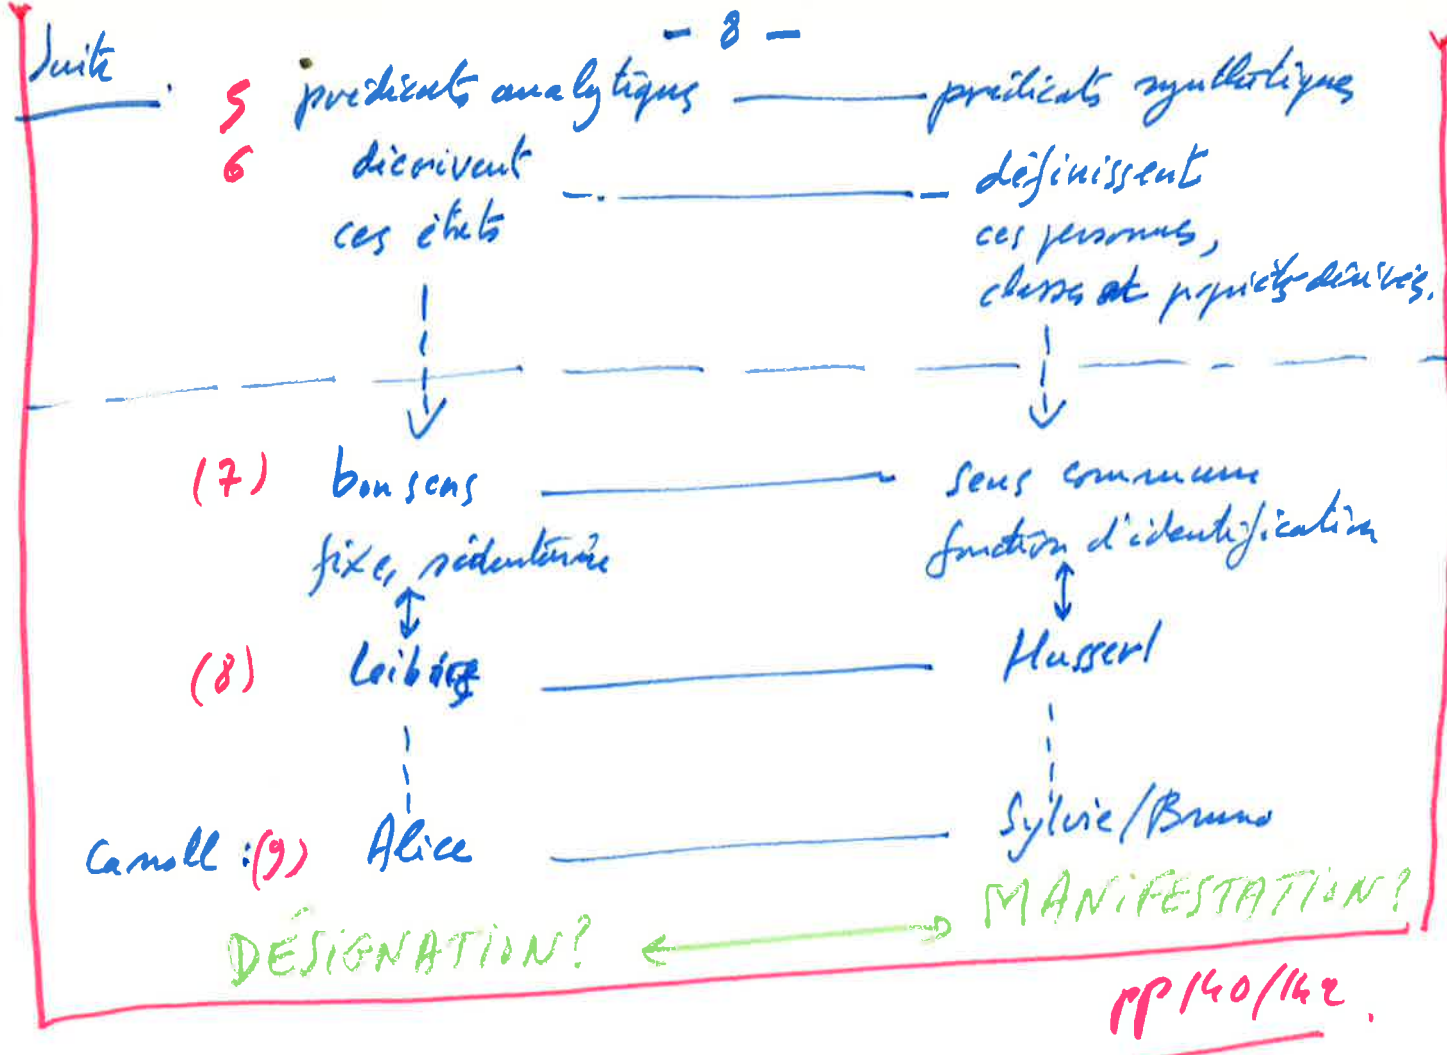 - 8 -
Suite
5 prédicats analytiques — prédicats synthétiques
6 décrivent — définissent
ces états ces personnes,
classes et propriétés dérivés.
(7) bon sens — sens commun
fixe, sédentaire fonction d'identification
(8) Leibniz — Husserl
Carroll : (9) Alice — Sylvie/Bruno
DÉSIGNATION? MANIFESTATION?
pp 140/142.